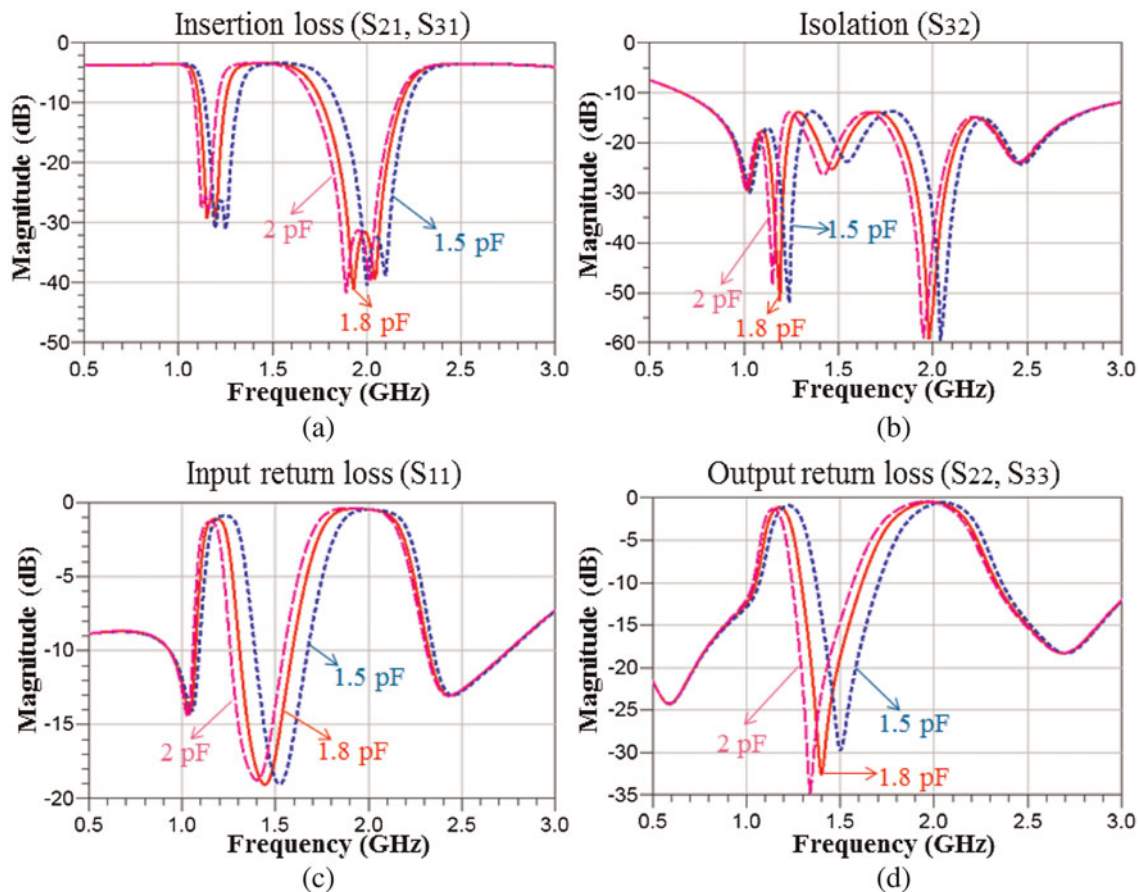 Insertion loss (S21, S31)
Magnitude (dB)
0
-10
-20
-30
-40
-50
2 pF
1.5 pF
1.8 pF
0.5 1.0 1.5 2.0 2.5 3.0
Frequency (GHz)
(a)
Isolation (S32)
Magnitude (dB)
0
-10
-20
-30
-40
-50
-60
1.5 pF
2 pF
1.8 pF
0.5 1.0 1.5 2.0 2.5 3.0
Frequency (GHz)
(b)
Input return loss (S11)
Magnitude (dB)
0
-5
-10
-15
-20
1.5 pF
2 pF
1.8 pF
0.5 1.0 1.5 2.0 2.5 3.0
Frequency (GHz)
(c)
Output return loss (S22, S33)
Magnitude (dB)
0
-5
-10
-15
-20
-25
-30
-35
1.5 pF
2 pF
1.8 pF
0.5 1.0 1.5 2.0 2.5 3.0
Frequency (GHz)
(d)